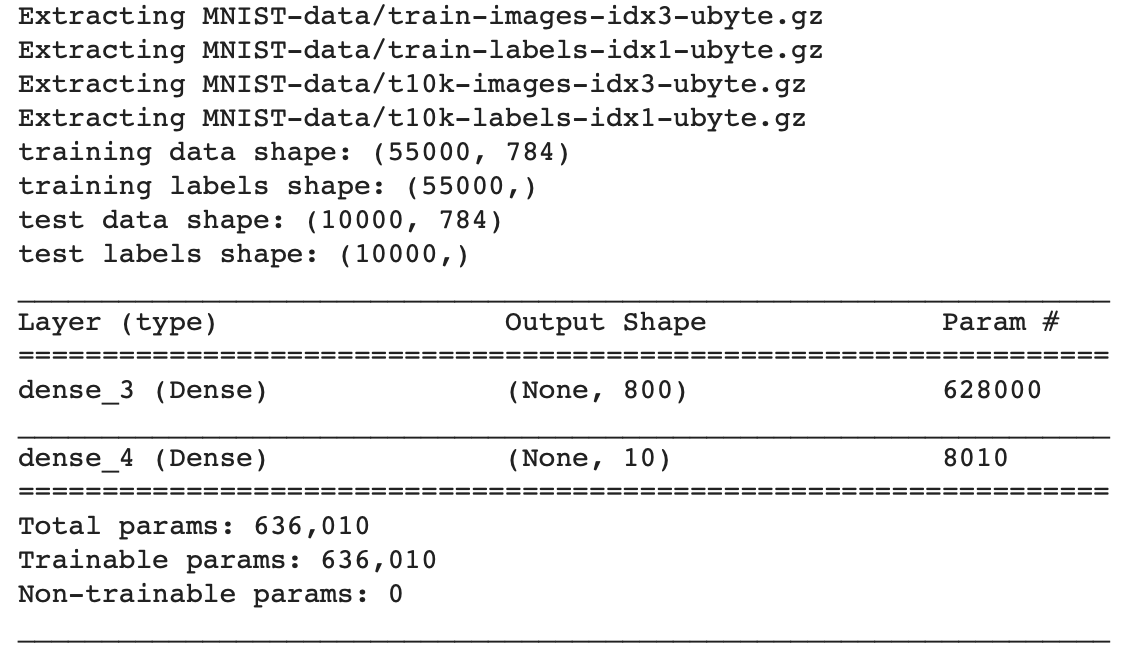 Extracting MNIST-data/train-images-idx3-ubyte.gz
Extracting MNIST-data/train-labels-idx1-ubyte.gz
Extracting MNIST-data/t10k-images-idx3-ubyte.gz
Extracting MNIST-data/t10k-labels-idx1-ubyte.gz
training data shape: (55000, 784)
training labels shape: (55000,)
test data shape: (10000, 784)
test labels shape: (10000,)
_________________________________________________________________
Layer (type)                 Output Shape              Param #
=================================================================
dense_3 (Dense)              (None, 800)               628000
_________________________________________________________________
dense_4 (Dense)              (None, 10)                8010
=================================================================
Total params: 636,010
Trainable params: 636,010
Non-trainable params: 0
_________________________________________________________________